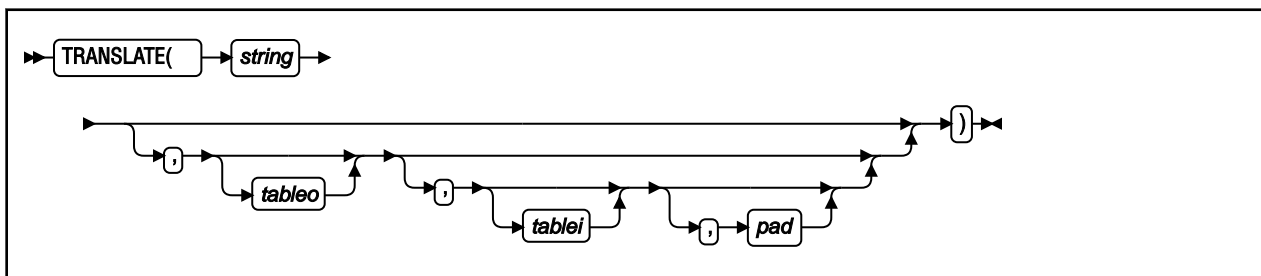 TRANSLATE( string
)
,
tableo
,
tablei
, pad